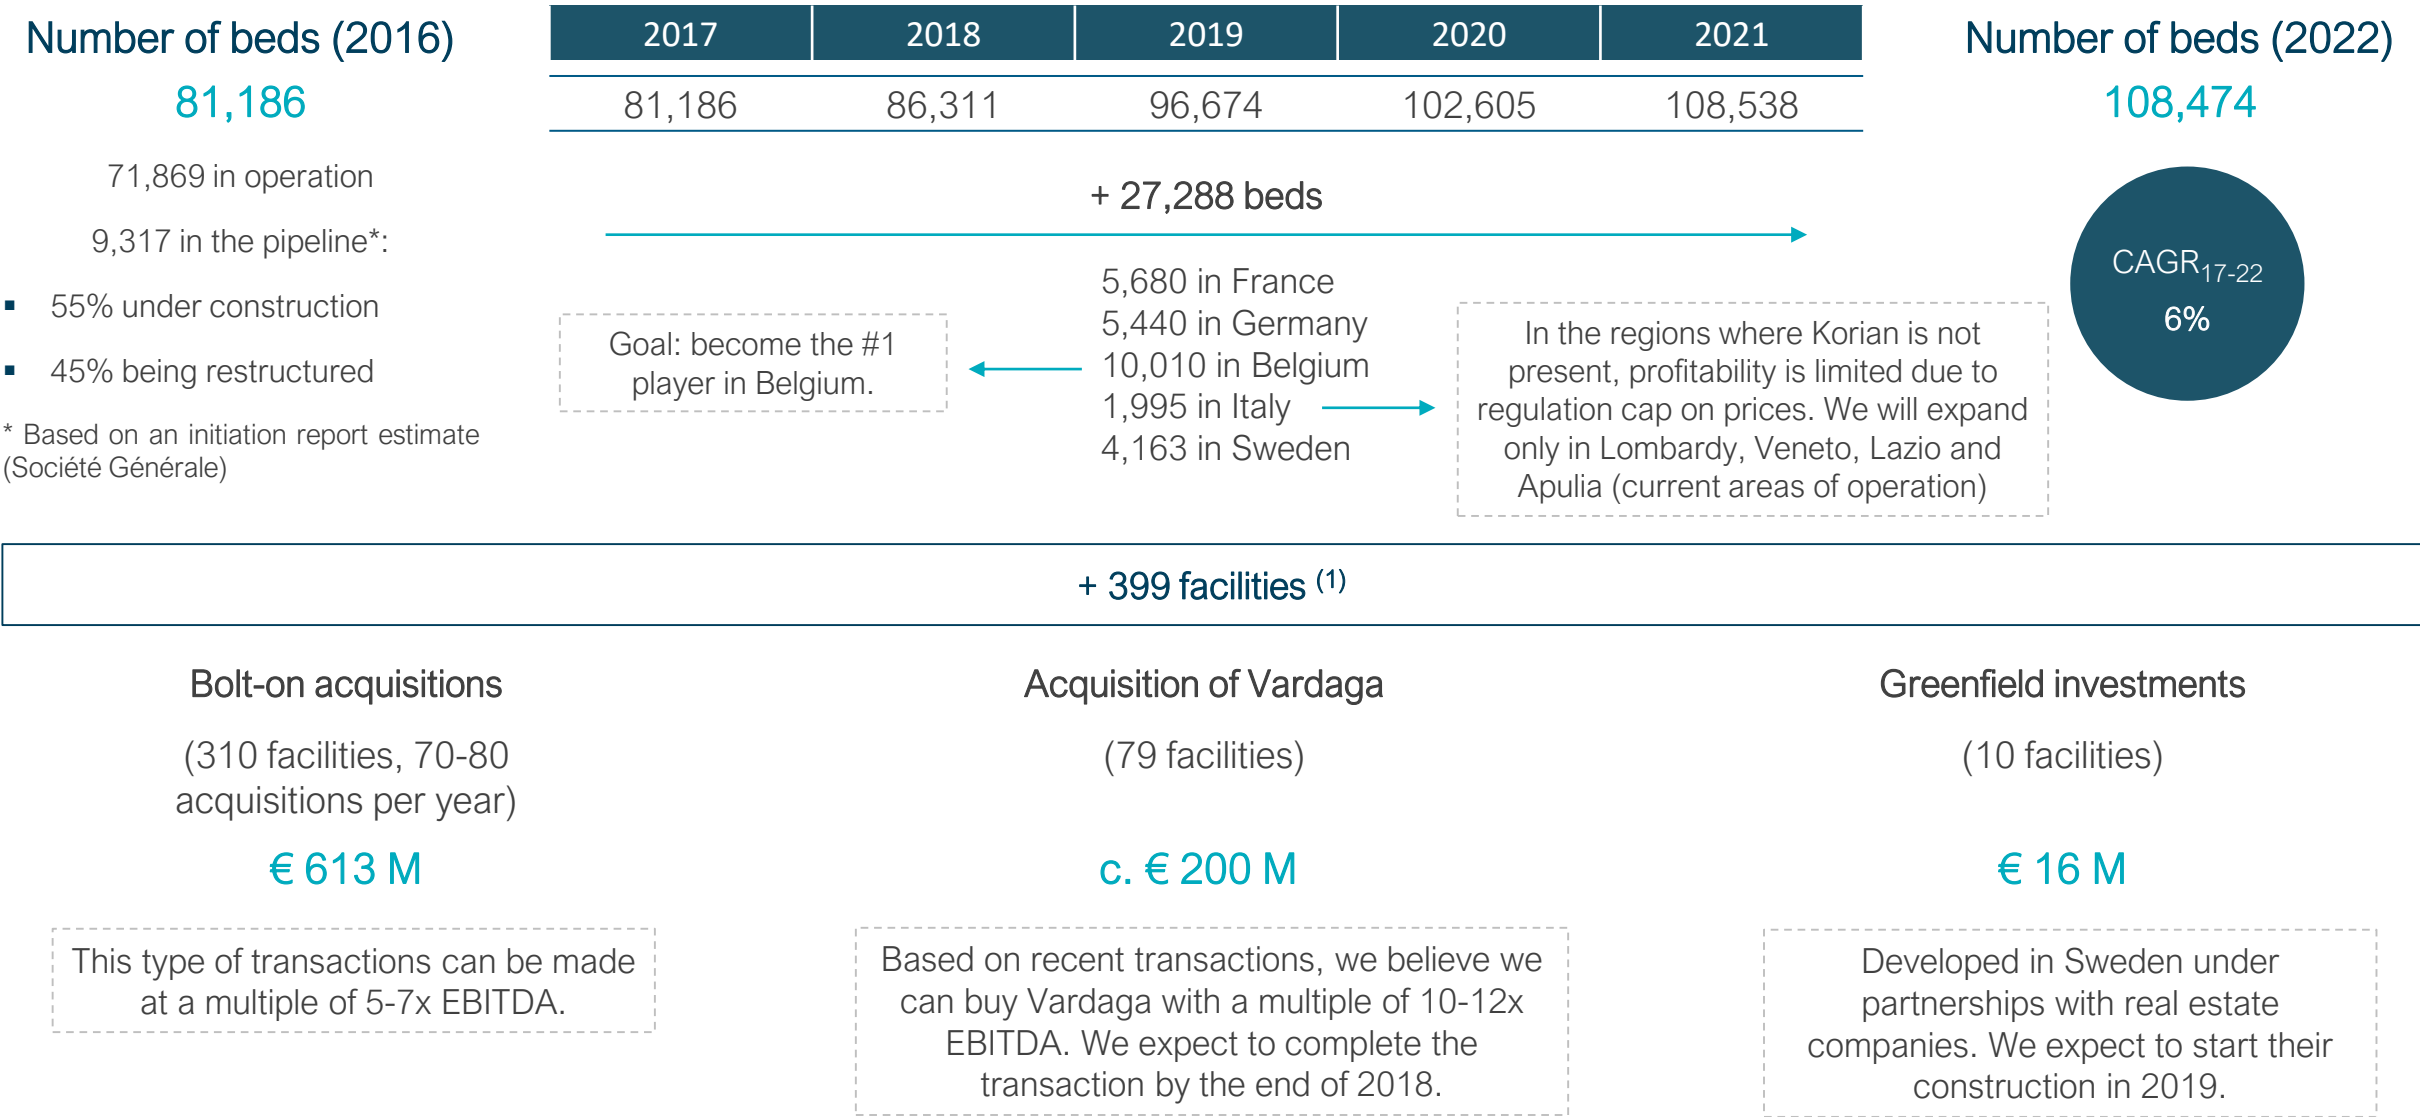 Number of beds (2016)
81,186
71,869 in operation
9,317 in the pipeline*:
▪ 55% under construction
▪ 45% being restructured
* Based on an initiation report estimate
(Société Générale)
2017 2018 2019 2020 2021
81,186 86,311 96,674 102,605 108,538
+ 27,288 beds
5,680 in France
5,440 in Germany
10,010 in Belgium
1,995 in Italy
4,163 in Sweden
Goal: become the #1
player in Belgium.
In the regions where Korian is not
present, profitability is limited due to
regulation cap on prices. We will expand
only in Lombardy, Veneto, Lazio and
Apulia (current areas of operation)
Number of beds (2022)
108,474
CAGR17-22
6%
+ 399 facilities (1)
Bolt-on acquisitions
(310 facilities, 70-80
acquisitions per year)
€ 613 M
This type of transactions can be made
at a multiple of 5-7x EBITDA.
Acquisition of Vardaga
(79 facilities)
c. € 200 M
Based on recent transactions, we believe we
can buy Vardaga with a multiple of 10-12x
EBITDA. We expect to complete the
transaction by the end of 2018.
Greenfield investments
(10 facilities)
€ 16 M
Developed in Sweden under
partnerships with real estate
companies. We expect to start their
construction in 2019.